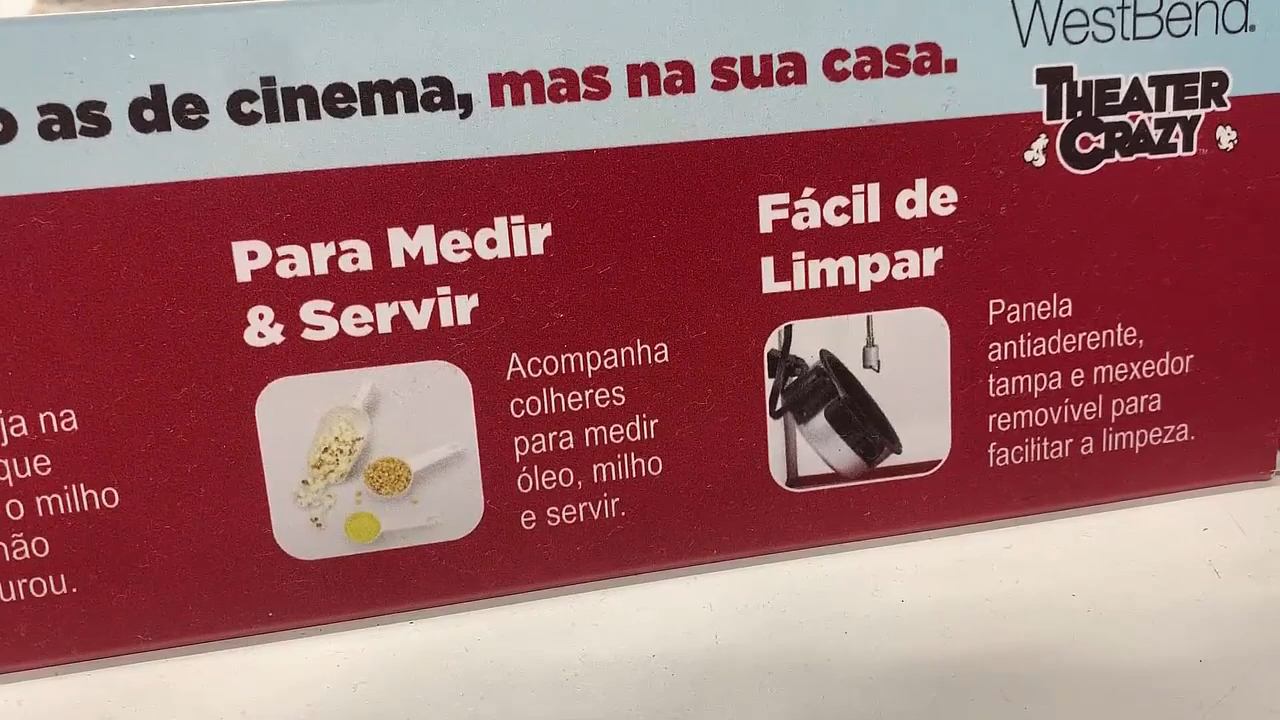 as de cinema, mas na sua casa.
WestBend®
THEATER
CRAZY™
ja na
que
o milho
não
urou.
Para Medir
& Servir
Acompanha
colheres
para medir
óleo, milho
e servir.
Fácil de
Limpar
Panela
antiaderente,
tampa e mexedor
removível para
facilitar a limpeza.